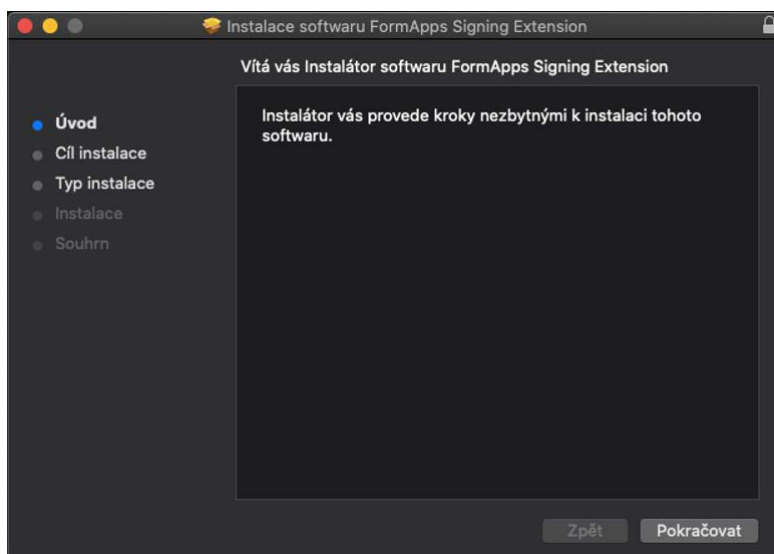 Instalace softwaru FormApps Signing Extension
Vítá vás Instalátor softwaru FormApps Signing Extension
Úvod
Cíl instalace
Typ instalace
Instalace
Souhrn
Instalátor vás provede kroky nezbytnými k instalaci tohoto
softwaru.
Zpět
Pokračovat